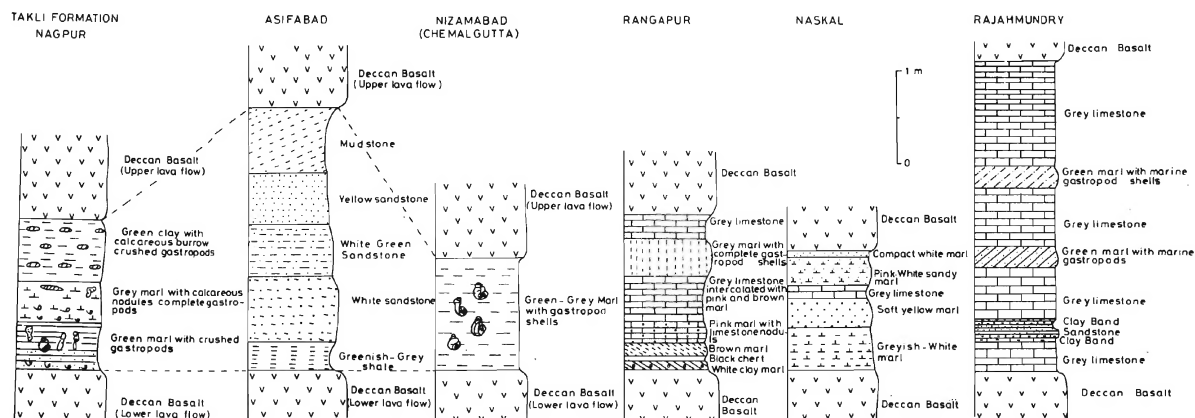 TAKLI FORMATION
NAGPUR
Deccan Basalt
(Upper lava flow)
Green clay with
calcareous burrow
crushed gastropods
Grey marl with calcareous
nodules complete gastro-
pods
Green marl with crushed
gastropods
Deccan Basalt
(Lower lava flow)
ASIFABAD
Deccan Basalt
(Upper lava flow)
Mudstone
Yellow sandstone
White Green
Sandstone
White sandstone
Greenish-Grey
shale
Deccan Basalt
(Lower lava flow)
NIZAMABAD
(CHEMALGUTTA)
Deccan Basalt
(Upper lava flow)
Green-Grey Marl
with gastropod
shells
Deccan Basalt
(Lower lava flow)
RANGAPUR
Deccan Basalt
Grey limestone
Grey marl with
complete gast-
ropod shells
Grey limestone
intercalated with
pink and brown
marl
Pink marl with
limestone nodu
ls
Brown marl
Black chert
White clay marl
Deccan
Basalt
NASKAL
Deccan Basalt
Compact white marl
Pink White sandy
marl
Grey limestone
Soft yellow marl
Greyish-White
marl
Deccan Basalt
1 m
0
RAJAHMUNDRY
Deccan Basalt
Grey limestone
Green marl with marine
gastropod shells
Grey limestone
Green marl with marine
gastropods
Grey limestone
Clay Band
Sandstone
Clay Band
Grey limestone
Deccan Basalt